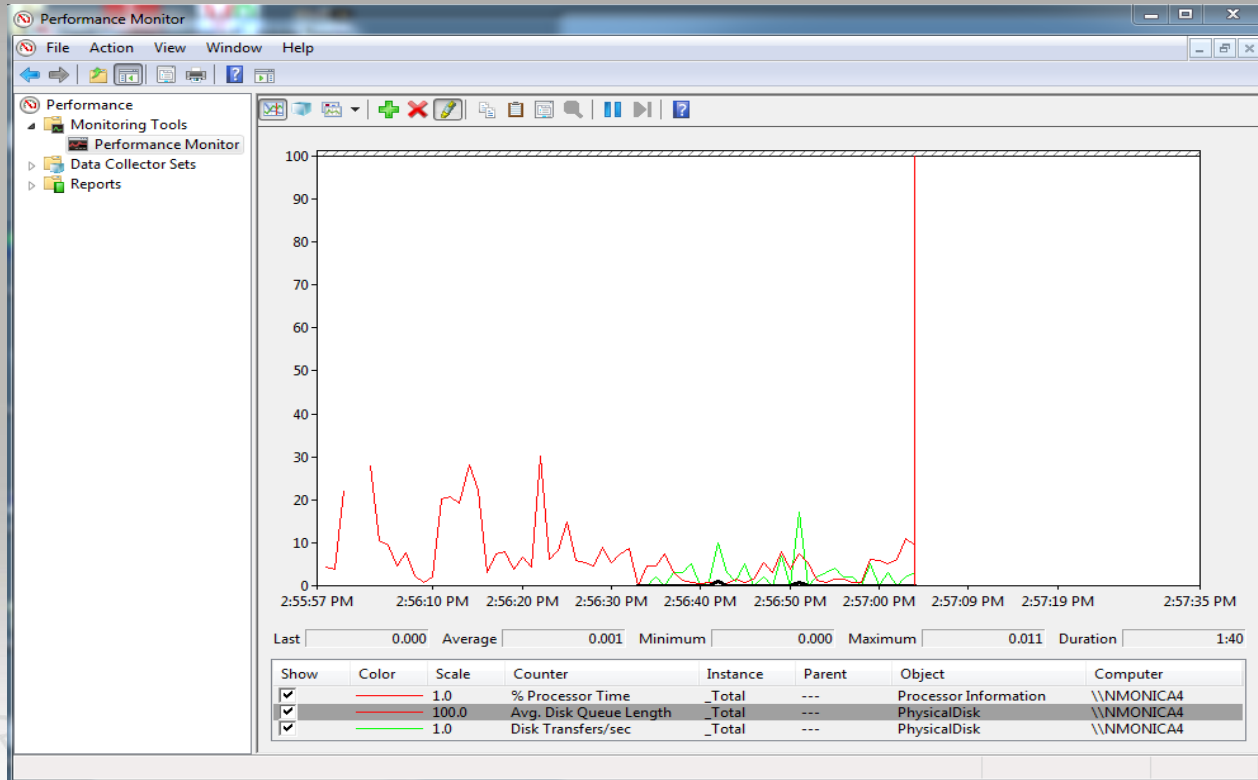 Performance Monitor
File Action View Window Help
Performance
Monitoring Tools
Performance Monitor
Data Collector Sets
Reports
100
90
80
70
60
50
40
30
20
10
0
2:55:57 PM 2:56:10 PM 2:56:20 PM 2:56:30 PM 2:56:40 PM 2:56:50 PM 2:57:00 PM 2:57:09 PM 2:57:19 PM 2:57:35 PM
Last 0.000 Average 0.001 Minimum 0.000 Maximum 0.011 Duration 1:40
Show Color Scale Counter Instance Parent Object Computer
1.0 % Processor Time _Total --- Processor Information \\NMONICA4
100.0 Avg. Disk Queue Length _Total --- PhysicalDisk \\NMONICA4
1.0 Disk Transfers/sec _Total --- PhysicalDisk \\NMONICA4